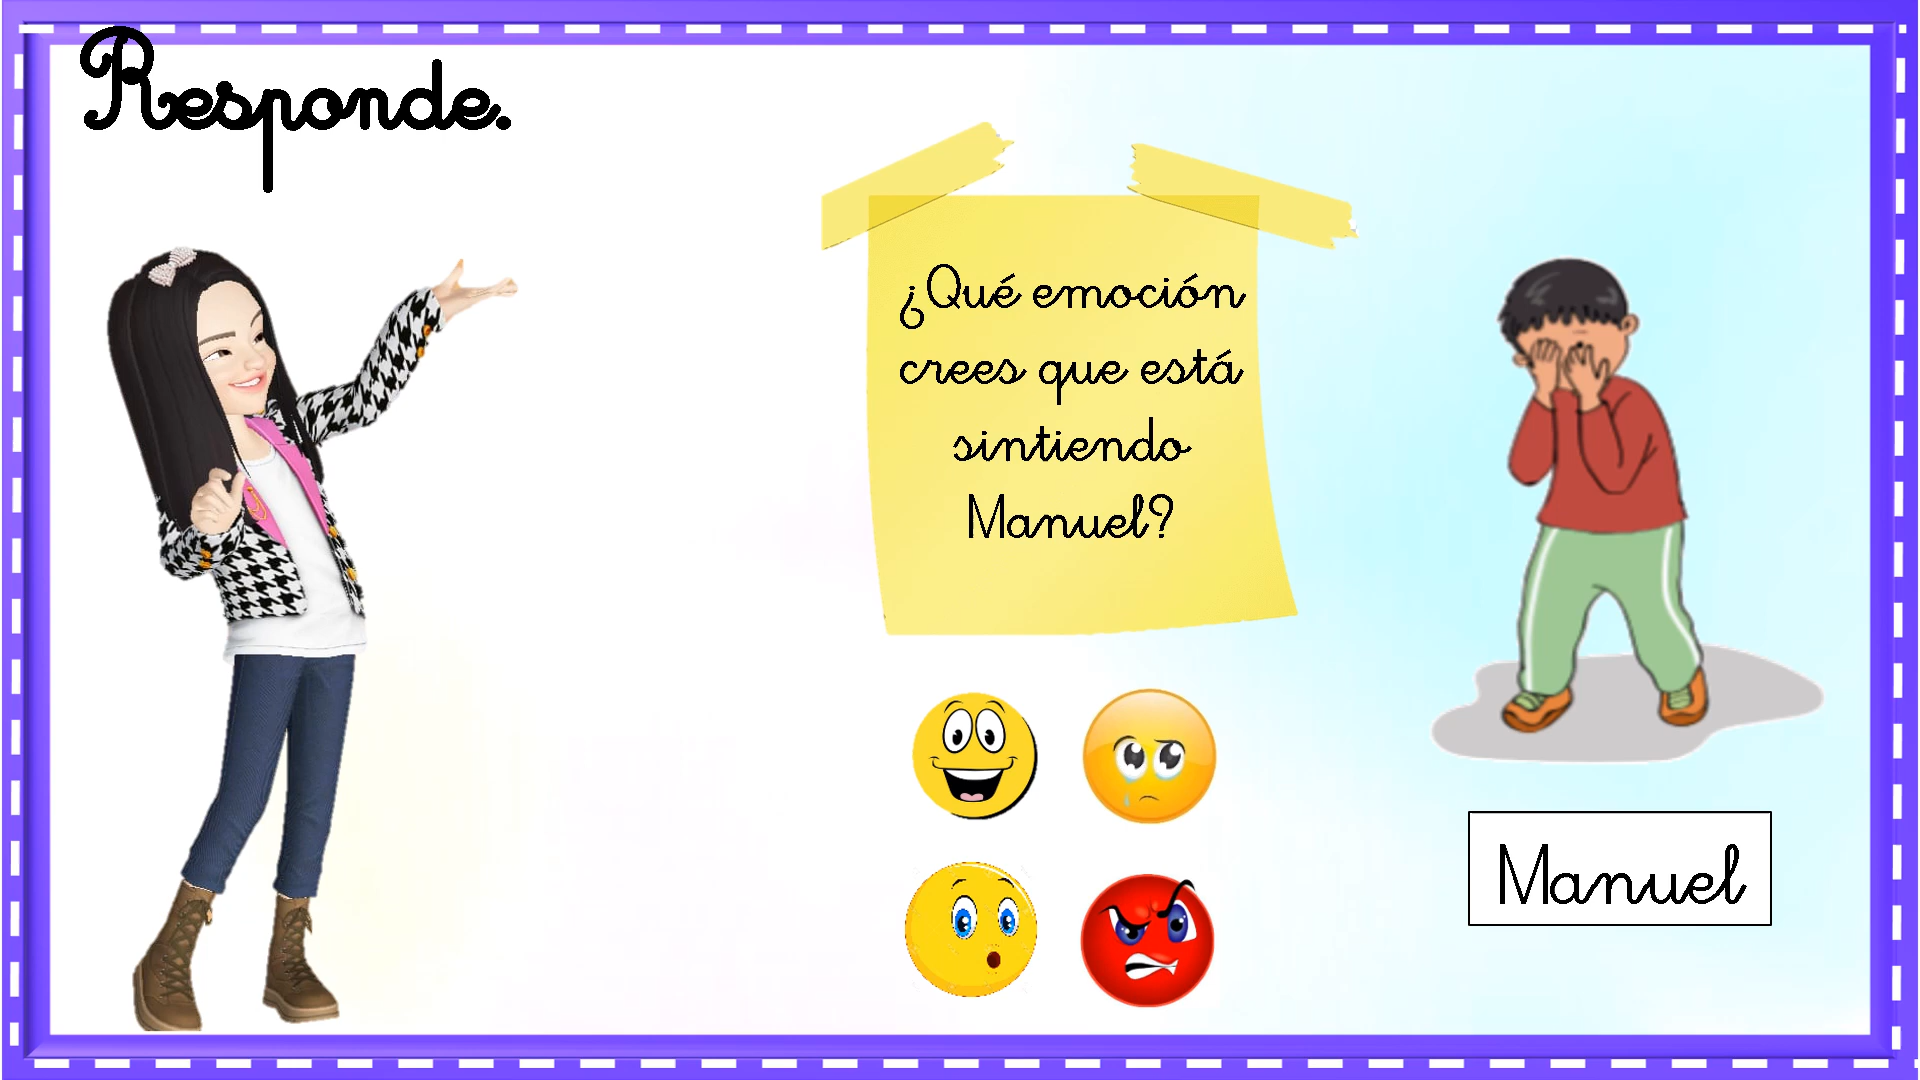 Responde.
¿Qué emoción
crees que está
sintiendo
Manuel?
Manuel